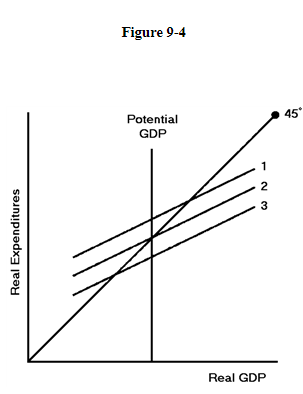 Figure 9-4
Potential
GDP
45°
1
2
3
Real Expenditures
Real GDP